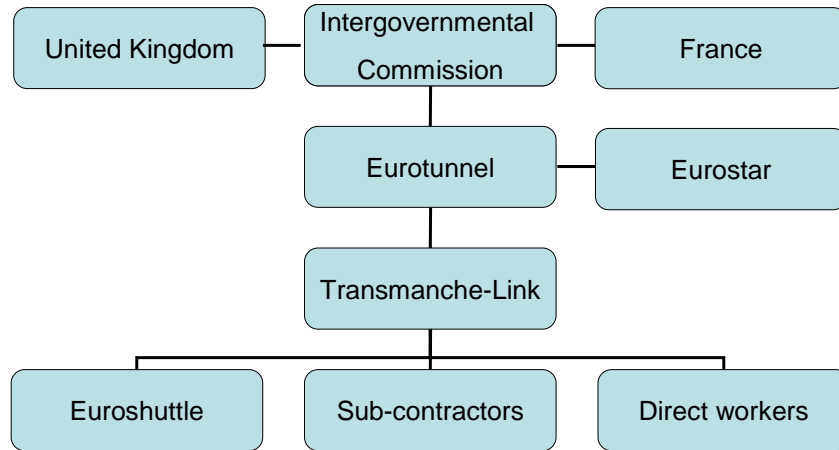 United Kingdom
Intergovernmental
Commission
France
Eurotunnel
Eurostar
Transmanche-Link
Euroshuttle
Sub-contractors
Direct workers